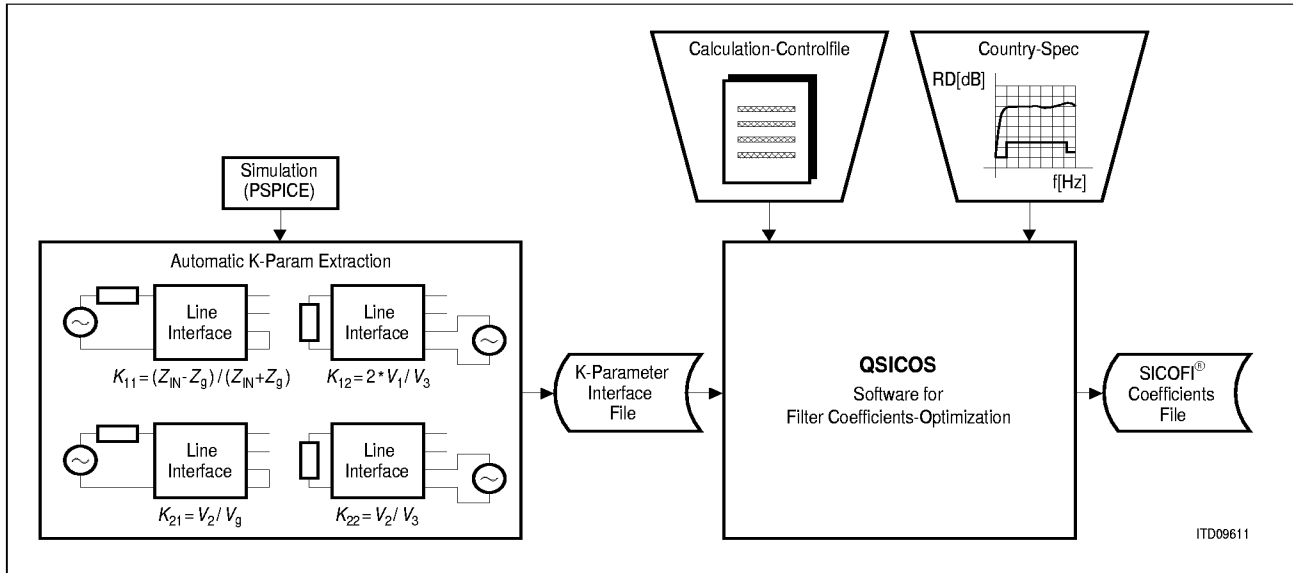 Calculation-Controlfile
Country-Spec
RD[dB]
f[Hz]
Simulation
(PSPICE)
Automatic K-Param Extraction
Line
Interface
K11=(ZIN-Zg)/(ZIN+Zg)
Line
Interface
K12=2*V1/V3
Line
Interface
K21=V2/Vg
Line
Interface
K22=V2/V3
K-Parameter
Interface
File
QSICOS
Software for
Filter Coefficients-Optimization
SICOFI®
Coefficients
File
ITD09611